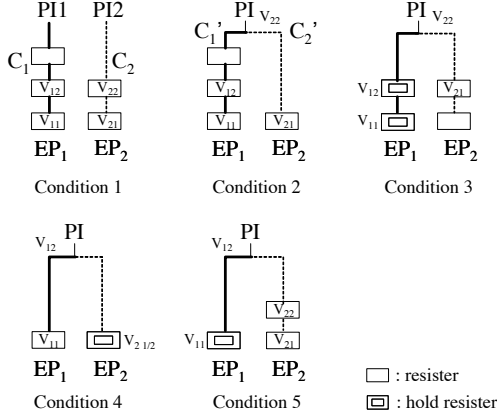 PI1 PI2
C1 C2
V12 V22
V11 V21
EP1 EP2
Condition 1
PI V22
C1' C2'
V12
V11 V21
EP1 EP2
Condition 2
PI V22
V12 V21
V11
EP1 EP2
Condition 3
PI
V12
V11 V2 1/2
EP1 EP2
Condition 4
PI
V12
V22
V11 V21
EP1 EP2
Condition 5
: resister
: hold resister